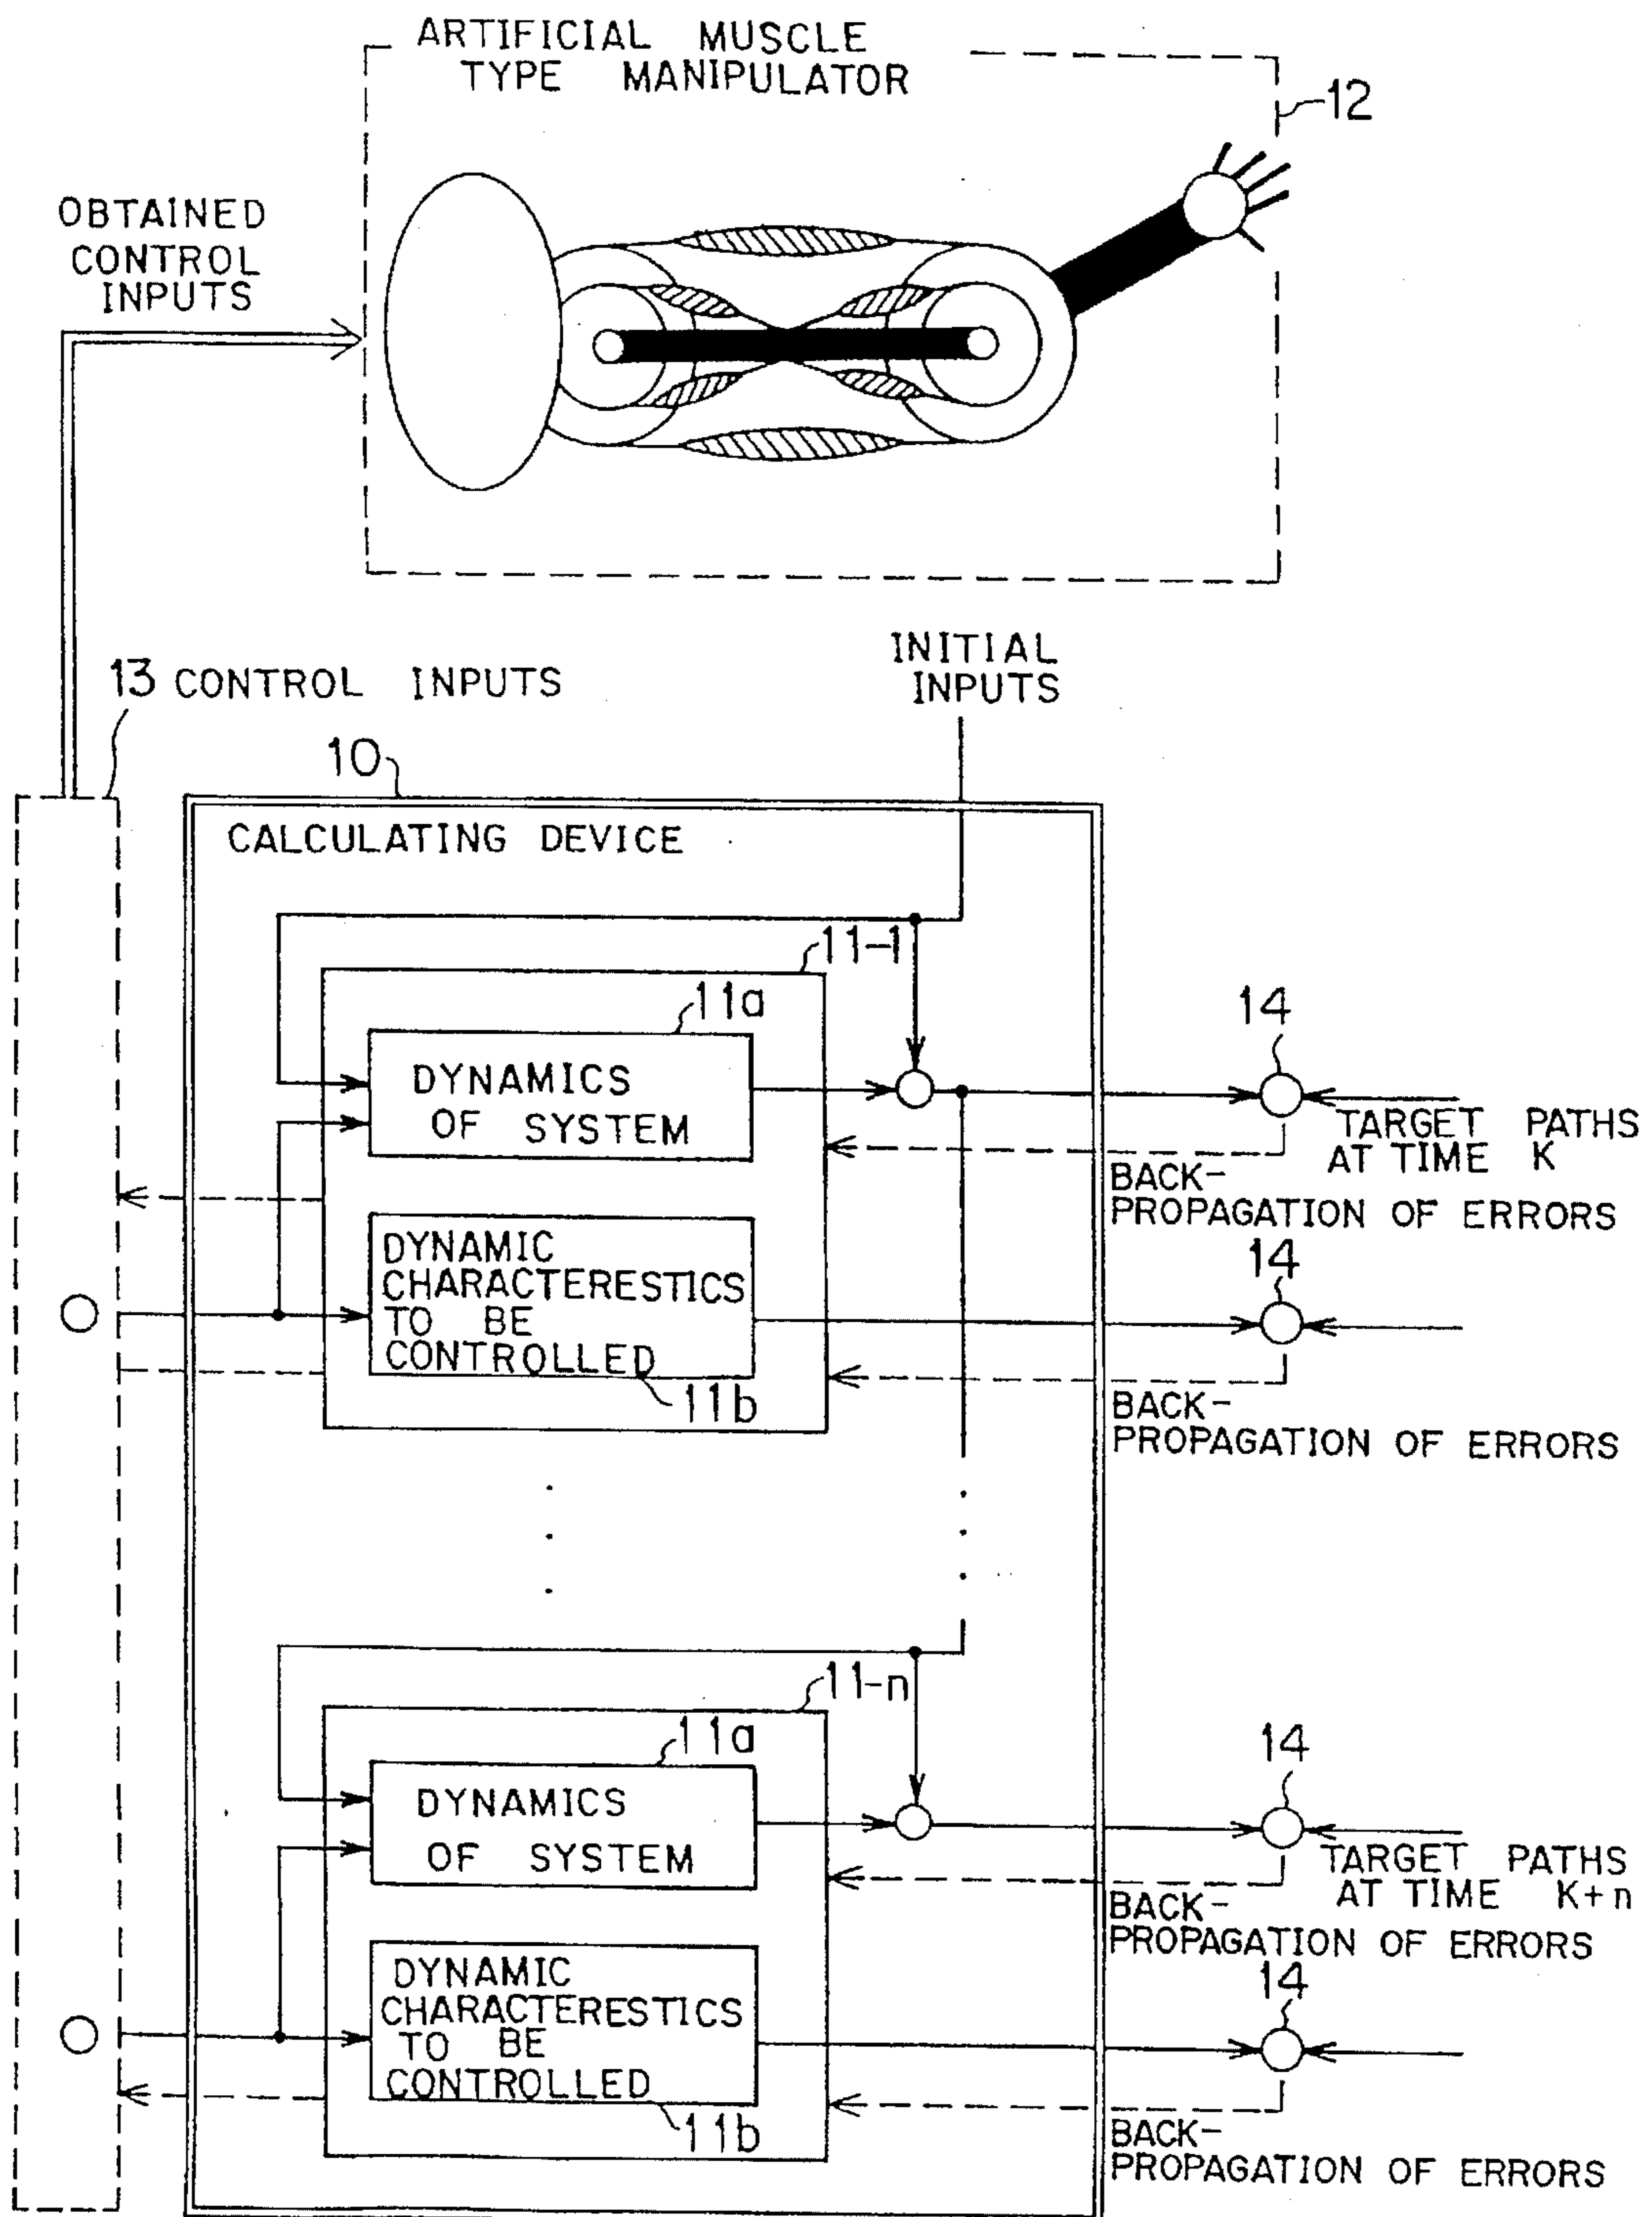 ARTIFICIAL MUSCLE
TYPE MANIPULATOR
12
OBTAINED
CONTROL
INPUTS
INITIAL
INPUTS
13 CONTROL INPUTS
10
CALCULATING DEVICE
11-1
11a
14
DYNAMICS
OF SYSTEM
TARGET PATHS
AT TIME K
BACK-
PROPAGATION OF ERRORS
14
DYNAMIC
CHARACTERESTICS
TO BE
CONTROLLED
11b
BACK-
PROPAGATION OF ERRORS
11-n
11a
14
DYNAMICS
OF SYSTEM
TARGET PATHS
AT TIME K+n
BACK-
PROPAGATION OF ERRORS
14
DYNAMIC
CHARACTERESTICS
TO BE
CONTROLLED
11b
BACK-
PROPAGATION OF ERRORS